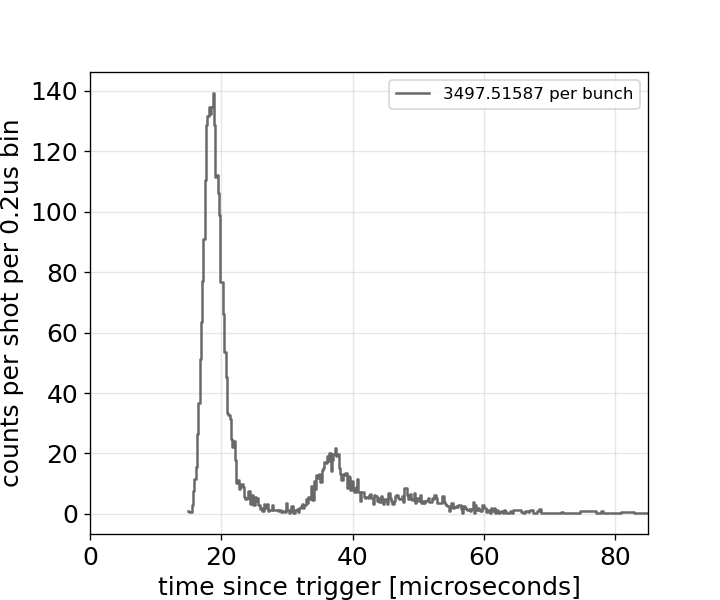 3497.51587 per bunch
counts per shot per 0.2us bin
140
120
100
80
60
40
20
0
0 20 40 60 80
time since trigger [microseconds]